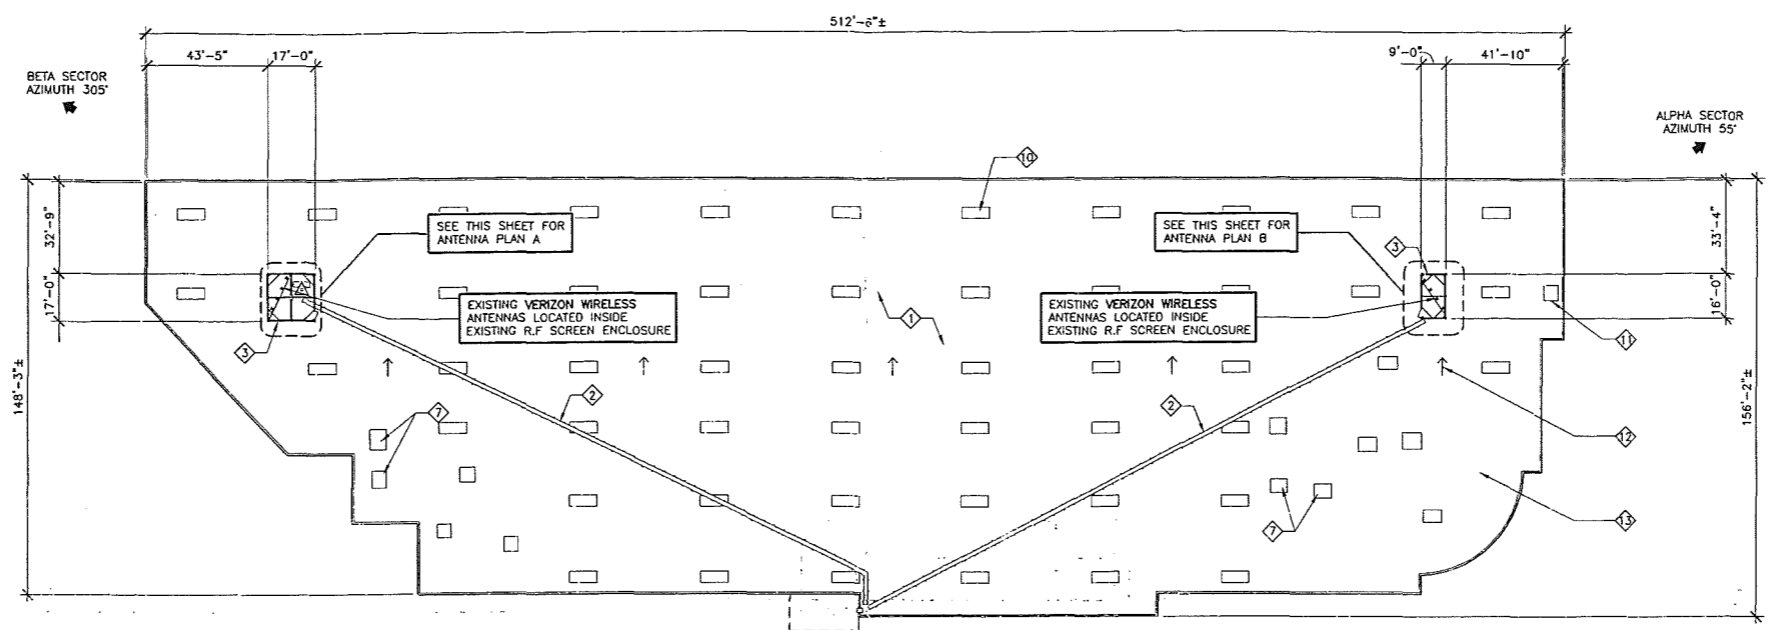 512'-6"±
43'-5"
17'-0"
9'-0"
41'-10"
BETA SECTOR
AZIMUTH 305°
ALPHA SECTOR
AZIMUTH 55°
10
32'-9"
33'-4"
SEE THIS SHEET FOR
ANTENNA PLAN A
SEE THIS SHEET FOR
ANTENNA PLAN B
3
17'-0"
16'-0"
EXISTING VERIZON WIRELESS
ANTENNAS LOCATED INSIDE
EXISTING R.F SCREEN ENCLOSURE
1
EXISTING VERIZON WIRELESS
ANTENNAS LOCATED INSIDE
EXISTING R.F SCREEN ENCLOSURE
3
11
148'-3"±
156'-2"±
2
2
7
12
7
13